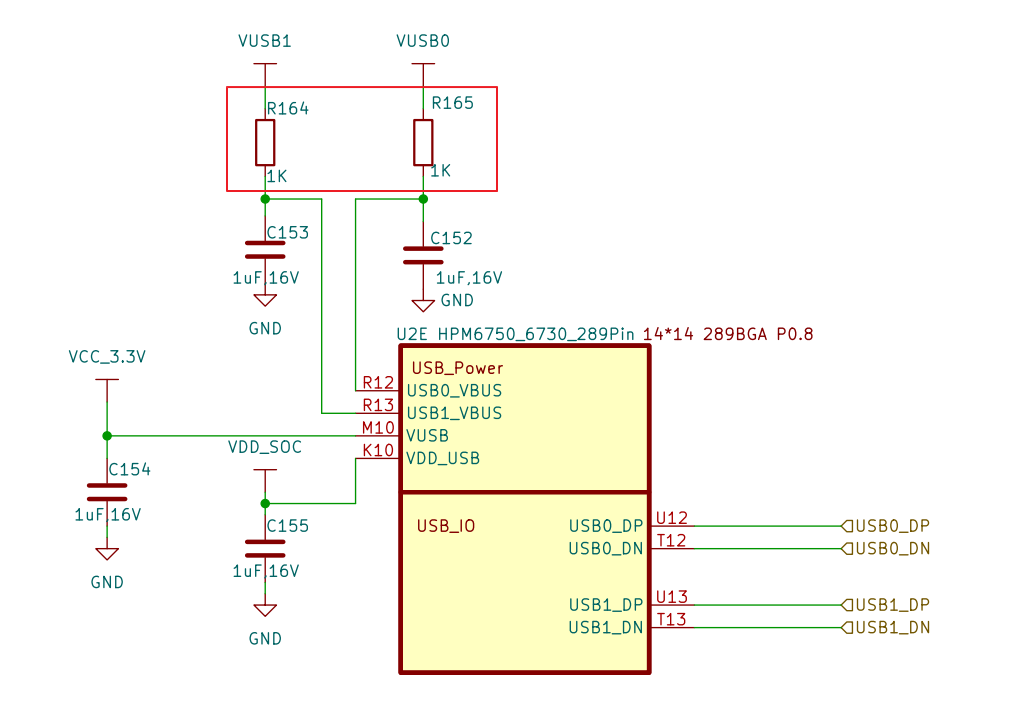 VUSB1
VUSB0
R164
R165
1K
1K
C153
C152
1uF,16V
1uF,16V
GND
GND
U2E HPM6750_6730_289Pin 14*14 289BGA P0.8
VCC_3.3V
USB_Power
R12 USB0_VBUS
R13 USB1_VBUS
M10 VUSB
VDD_SOC
K10 VDD_USB
C154
1uF,16V
C155
USB_IO
USB0_DP U12 USB0_DP
USB0_DN T12 USB0_DN
1uF,16V
GND
USB1_DP U13 USB1_DP
USB1_DN T13 USB1_DN
GND